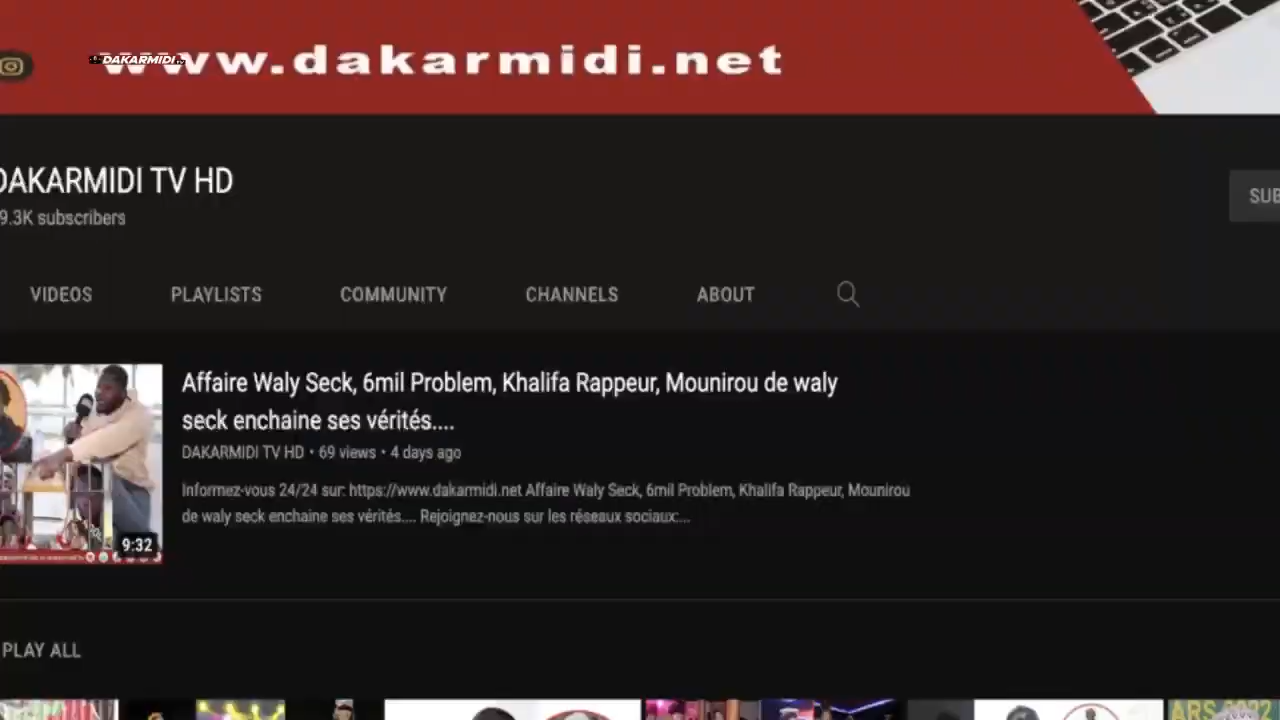 www.dakarmidi.net
DAKARMIDI
DAKARMIDI TV HD
9.3K subscribers
SUB
VIDEOS PLAYLISTS COMMUNITY CHANNELS ABOUT
Affaire Waly Seck, 6mil Problem, Khalifa Rappeur, Mounirou de waly
seck enchaine ses vérités....
DAKARMIDI TV HD • 69 views • 4 days ago
Informez-vous 24/24 sur: https://www.dakarmidi.net Affaire Waly Seck, 6mil Problem, Khalifa Rappeur, Mounirou
de waly seck enchaine ses vérités.... Rejoignez-nous sur les réseaux sociaux:...
9:32
PLAY ALL